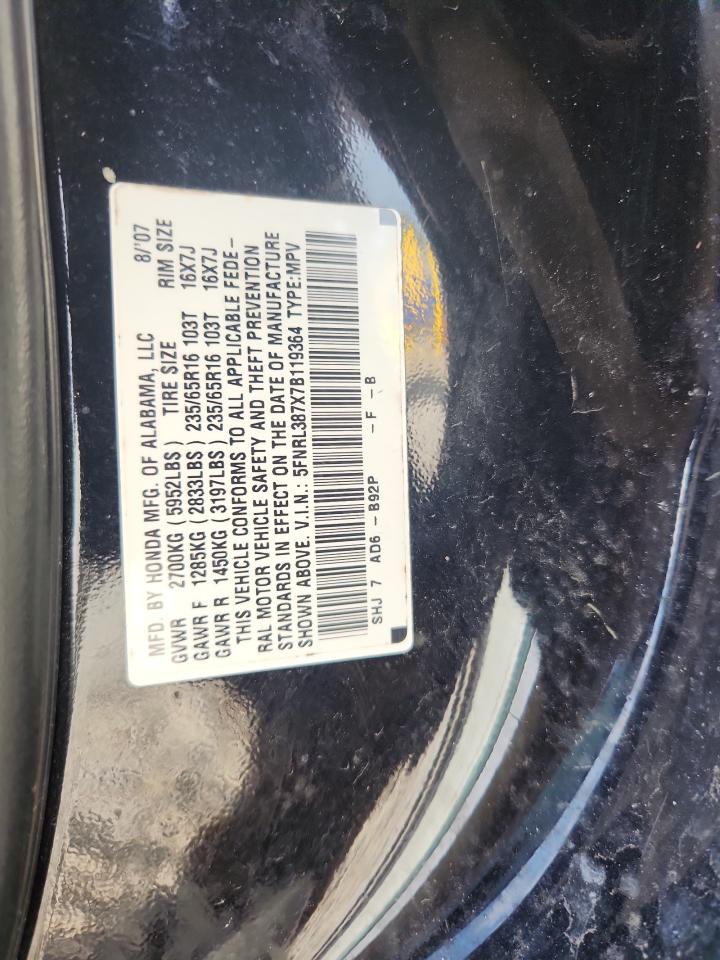 MFD. BY HONDA MFG. OF ALABAMA, LLC 8/'07
GVWR 2700KG (5952LBS) TIRE SIZE RIM SIZE
GAWR F 1285KG (2833LBS) 235/65R16 103T 16X7J
GAWR R 1450KG (3197LBS) 235/65R16 103T 16X7J
THIS VEHICLE CONFORMS TO ALL APPLICABLE FEDE-
RAL MOTOR VEHICLE SAFETY AND THEFT PREVENTION
STANDARDS IN EFFECT ON THE DATE OF MANUFACTURE
SHOWN ABOVE. V.I.N.: 5FNRL387X7B119364 TYPE:MPV
SHJ 7 AD6 - B92P - F - B